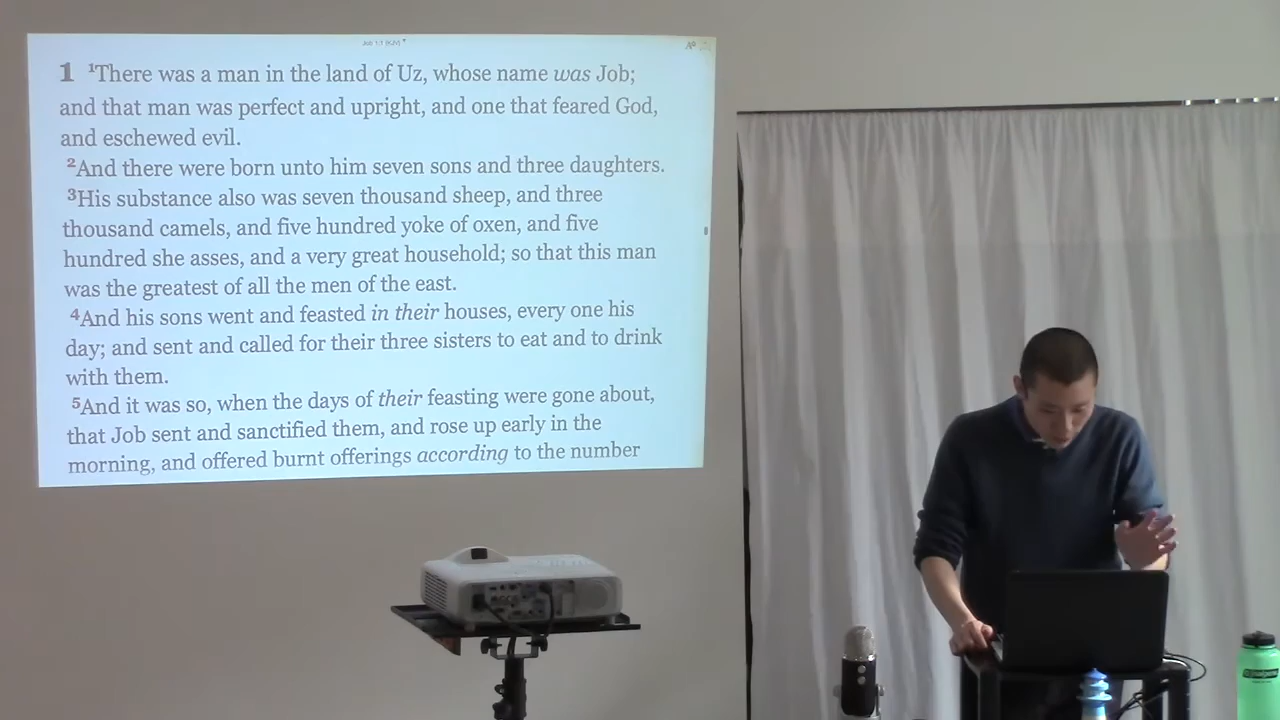 Job 1:1 (KJV)
1 ¹There was a man in the land of Uz, whose name was Job;
and that man was perfect and upright, and one that feared God,
and eschewed evil.
²And there were born unto him seven sons and three daughters.
³His substance also was seven thousand sheep, and three
thousand camels, and five hundred yoke of oxen, and five
hundred she asses, and a very great household; so that this man
was the greatest of all the men of the east.
⁴And his sons went and feasted in their houses, every one his
day; and sent and called for their three sisters to eat and to drink
with them.
⁵And it was so, when the days of their feasting were gone about,
that Job sent and sanctified them, and rose up early in the
morning, and offered burnt offerings according to the number